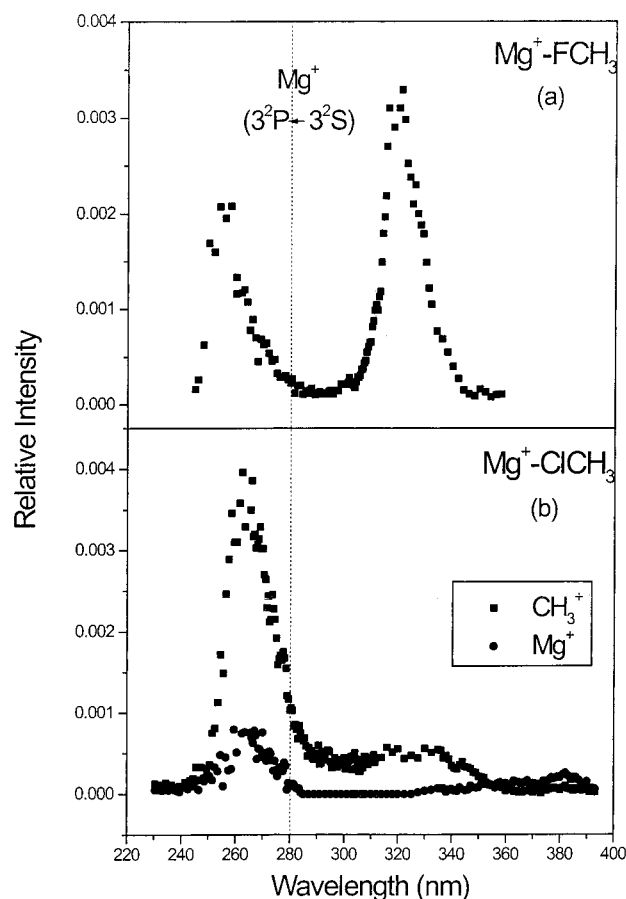 0.004
Mg⁺-FCH₃
(a)
Mg⁺
(3²P←3²S)
0.003
0.002
0.001
0.000
Relative Intensity
Mg⁺-ClCH₃
(b)
0.004
0.003
CH₃⁺
Mg⁺
0.002
0.001
0.000
220 240 260 280 300 320 340 360 380 400
Wavelength (nm)